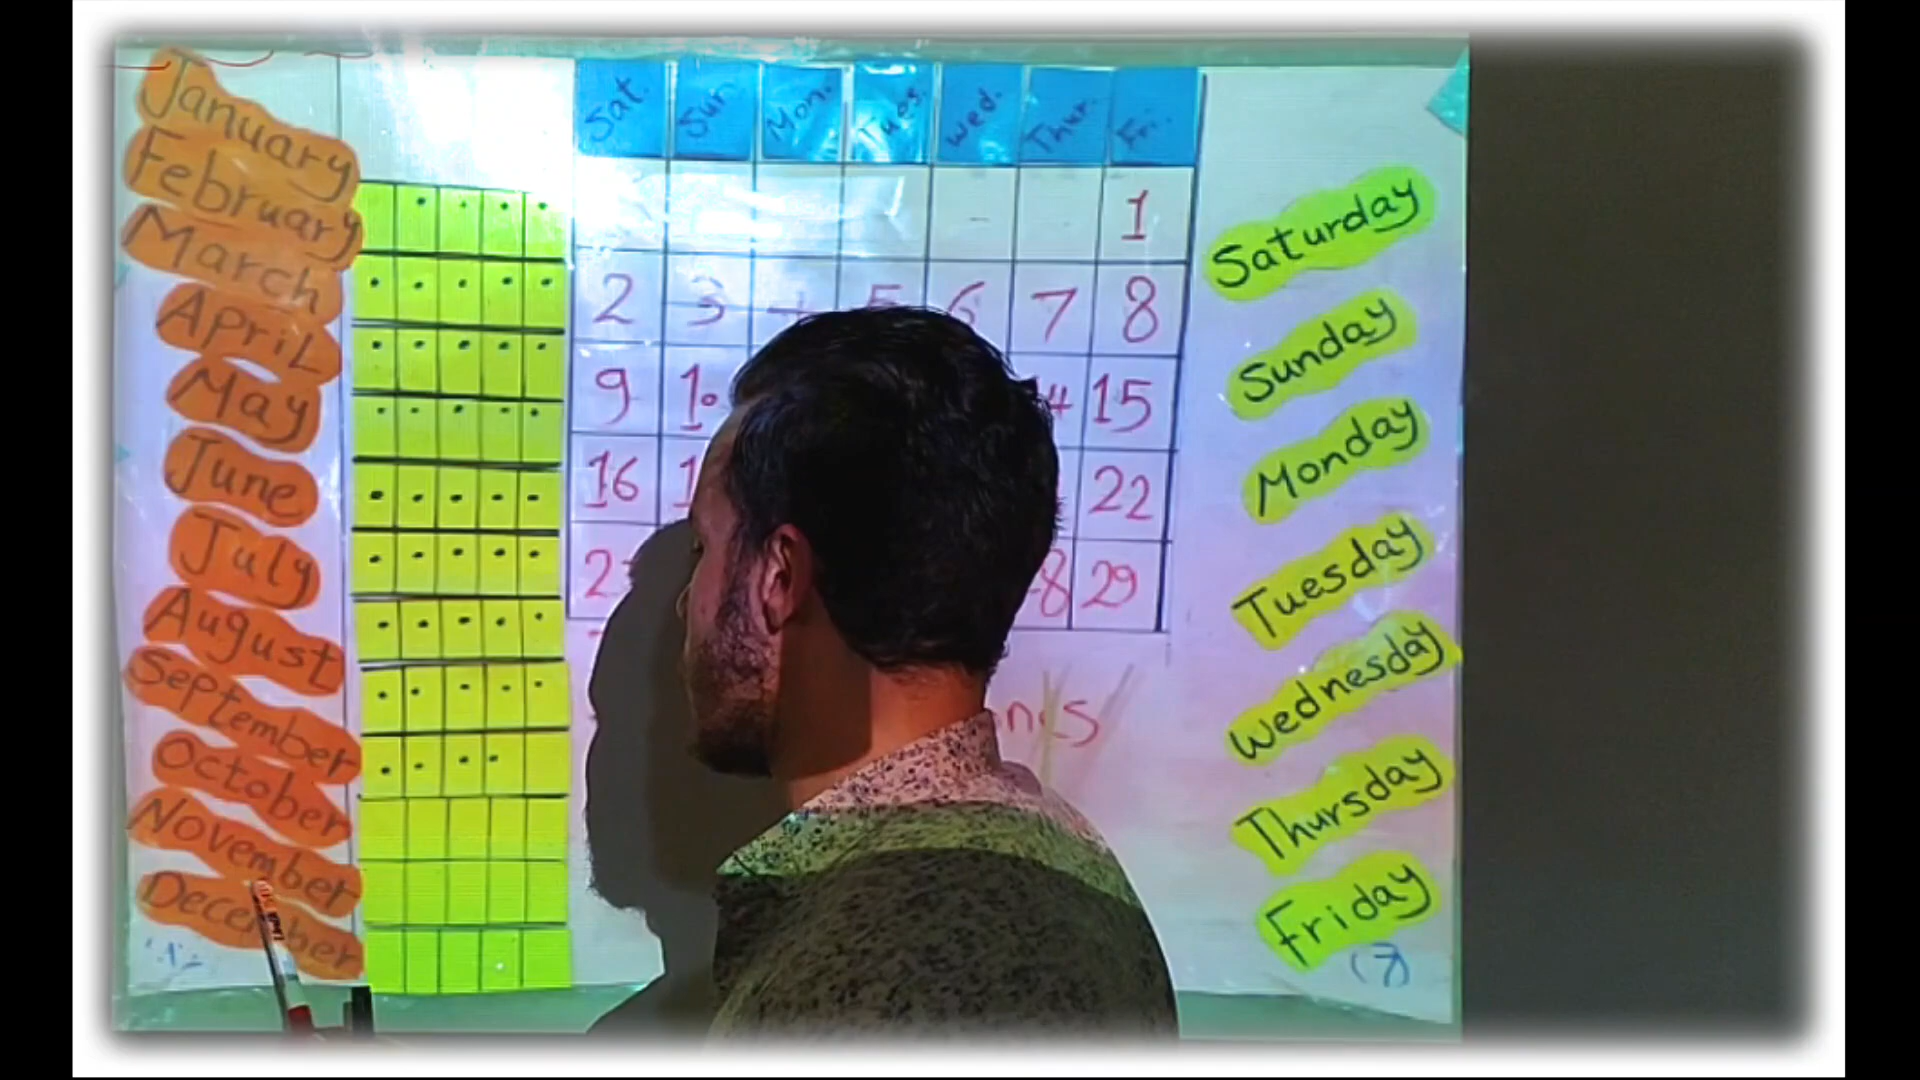 January
February
March
April
May
June
July
August
September
October
November
December
Sat. Sun Mon. Tues. Wed. Thur. Fri.
1
2 3 5 6 7 8
9 10 15
16 22
29
Saturday
Sunday
Monday
Tuesday
Wednesday
Thursday
Friday
(7)